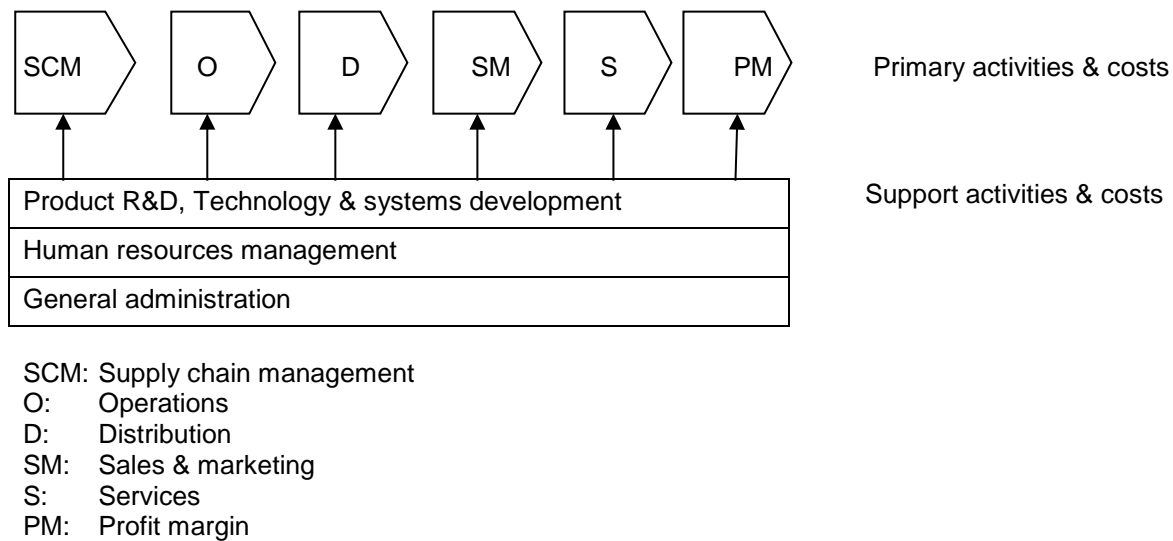 SCM O D SM S PM Primary activities & costs
Product R&D, Technology & systems development Support activities & costs
Human resources management
General administration
SCM: Supply chain management
O: Operations
D: Distribution
SM: Sales & marketing
S: Services
PM: Profit margin